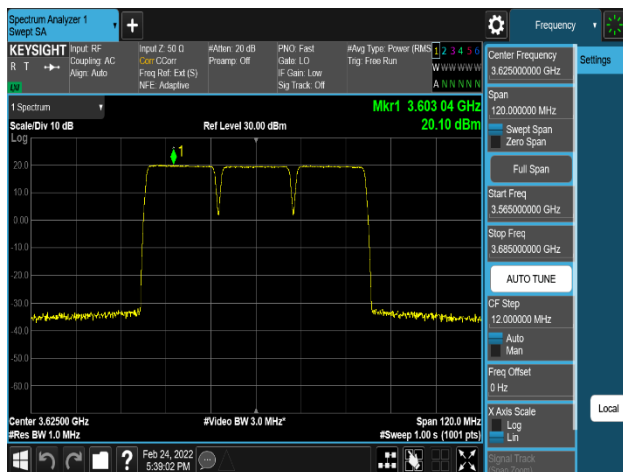 Spectrum Analyzer 1
Swept SA
+
Frequency
KEYSIGHT
R T
LXI
Input: RF
Coupling: AC
Align: Auto
Input Z: 50 Ω
Corr CCorr
Freq Ref: Ext (S)
NFE: Adaptive
#Atten: 20 dB
Preamp: Off
PNO: Fast
Gate: LO
IF Gain: Low
Sig Track: Off
#Avg Type: Power (RMS
Trig: Free Run
1 2 3 4 5 6
W W W W W W
A N N N N N
1 Spectrum
Scale/Div 10 dB
Log
Ref Level 30.00 dBm
Mkr1 3.603 04 GHz
20.10 dBm
1
20.0
10.0
0.00
-10.0
-20.0
-30.0
-40.0
-50.0
-60.0
Center 3.62500 GHz
#Res BW 1.0 MHz
#Video BW 3.0 MHz*
Span 120.0 MHz
#Sweep 1.00 s (1001 pts)
Feb 24, 2022
5:39:02 PM
?
Center Frequency
3.625000000 GHz
Settings
Span
120.000000 MHz
Swept Span
Zero Span
Full Span
Start Freq
3.565000000 GHz
Stop Freq
3.685000000 GHz
AUTO TUNE
CF Step
12.000000 MHz
Auto
Man
Freq Offset
0 Hz
X Axis Scale
Log
Lin
Local
Signal Track
(Span Zoom)